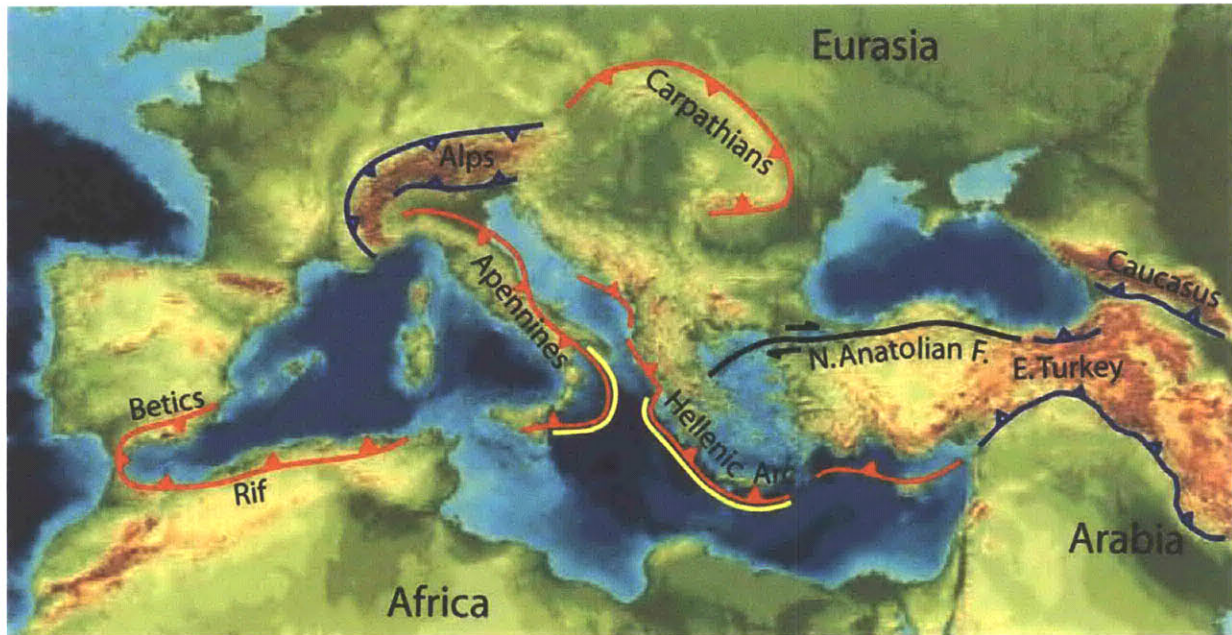 Eurasia
Carpathians
Alps
Apennines
Caucasus
N.Anatolian F.
E.Turkey
Betics
Hellenic Arc
Rif
Arabia
Africa